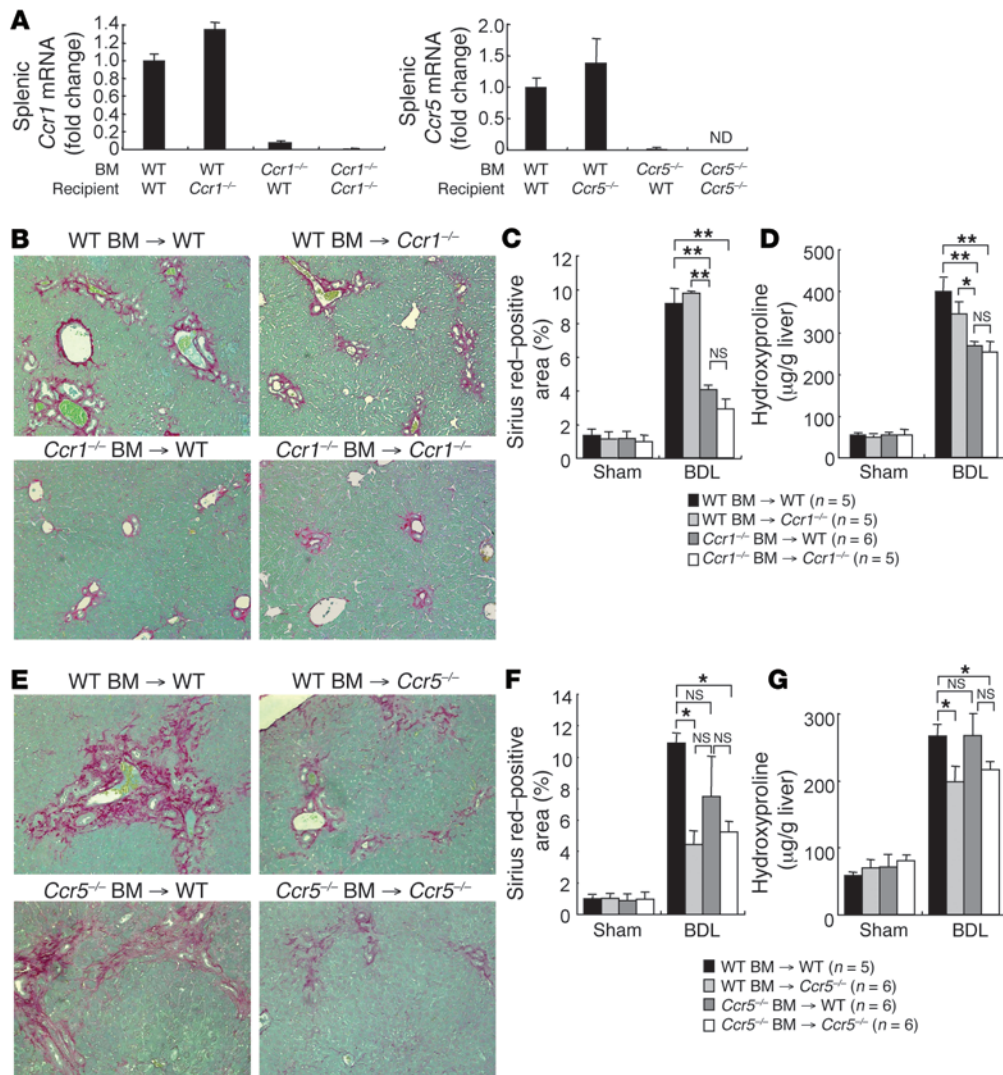 A
Splenic
Ccr1 mRNA
(fold change)
1.4
1.2
1.0
0.8
0.6
0.4
0.2
0
BM WT WT Ccr1–/– Ccr1–/–
Recipient WT Ccr1–/– WT Ccr1–/–
Splenic
Ccr5 mRNA
(fold change)
2.0
1.5
1.0
0.5
0
ND
BM WT WT Ccr5–/– Ccr5–/–
Recipient WT Ccr5–/– WT Ccr5–/–
B
WT BM → WT
WT BM → Ccr1–/–
Ccr1–/– BM → WT
Ccr1–/– BM → Ccr1–/–
C
Sirius red–positive
area (%)
12
10
8
6
4
2
0
**
**
**
NS
Sham BDL
D
Hydroxyproline
(μg/g liver)
500
400
300
200
100
0
**
**
*
NS
Sham BDL
WT BM → WT (n = 5)
WT BM → Ccr1–/– (n = 5)
Ccr1–/– BM → WT (n = 6)
Ccr1–/– BM → Ccr1–/– (n = 5)
E
WT BM → WT
WT BM → Ccr5–/–
Ccr5–/– BM → WT
Ccr5–/– BM → Ccr5–/–
F
Sirius red–positive
area (%)
14
12
10
8
6
4
2
0
*
*
NS
NS NS
Sham BDL
G
Hydroxyproline
(μg/g liver)
300
200
100
0
*
NS
*
NS
NS
Sham BDL
WT BM → WT (n = 5)
WT BM → Ccr5–/– (n = 6)
Ccr5–/– BM → WT (n = 6)
Ccr5–/– BM → Ccr5–/– (n = 6)